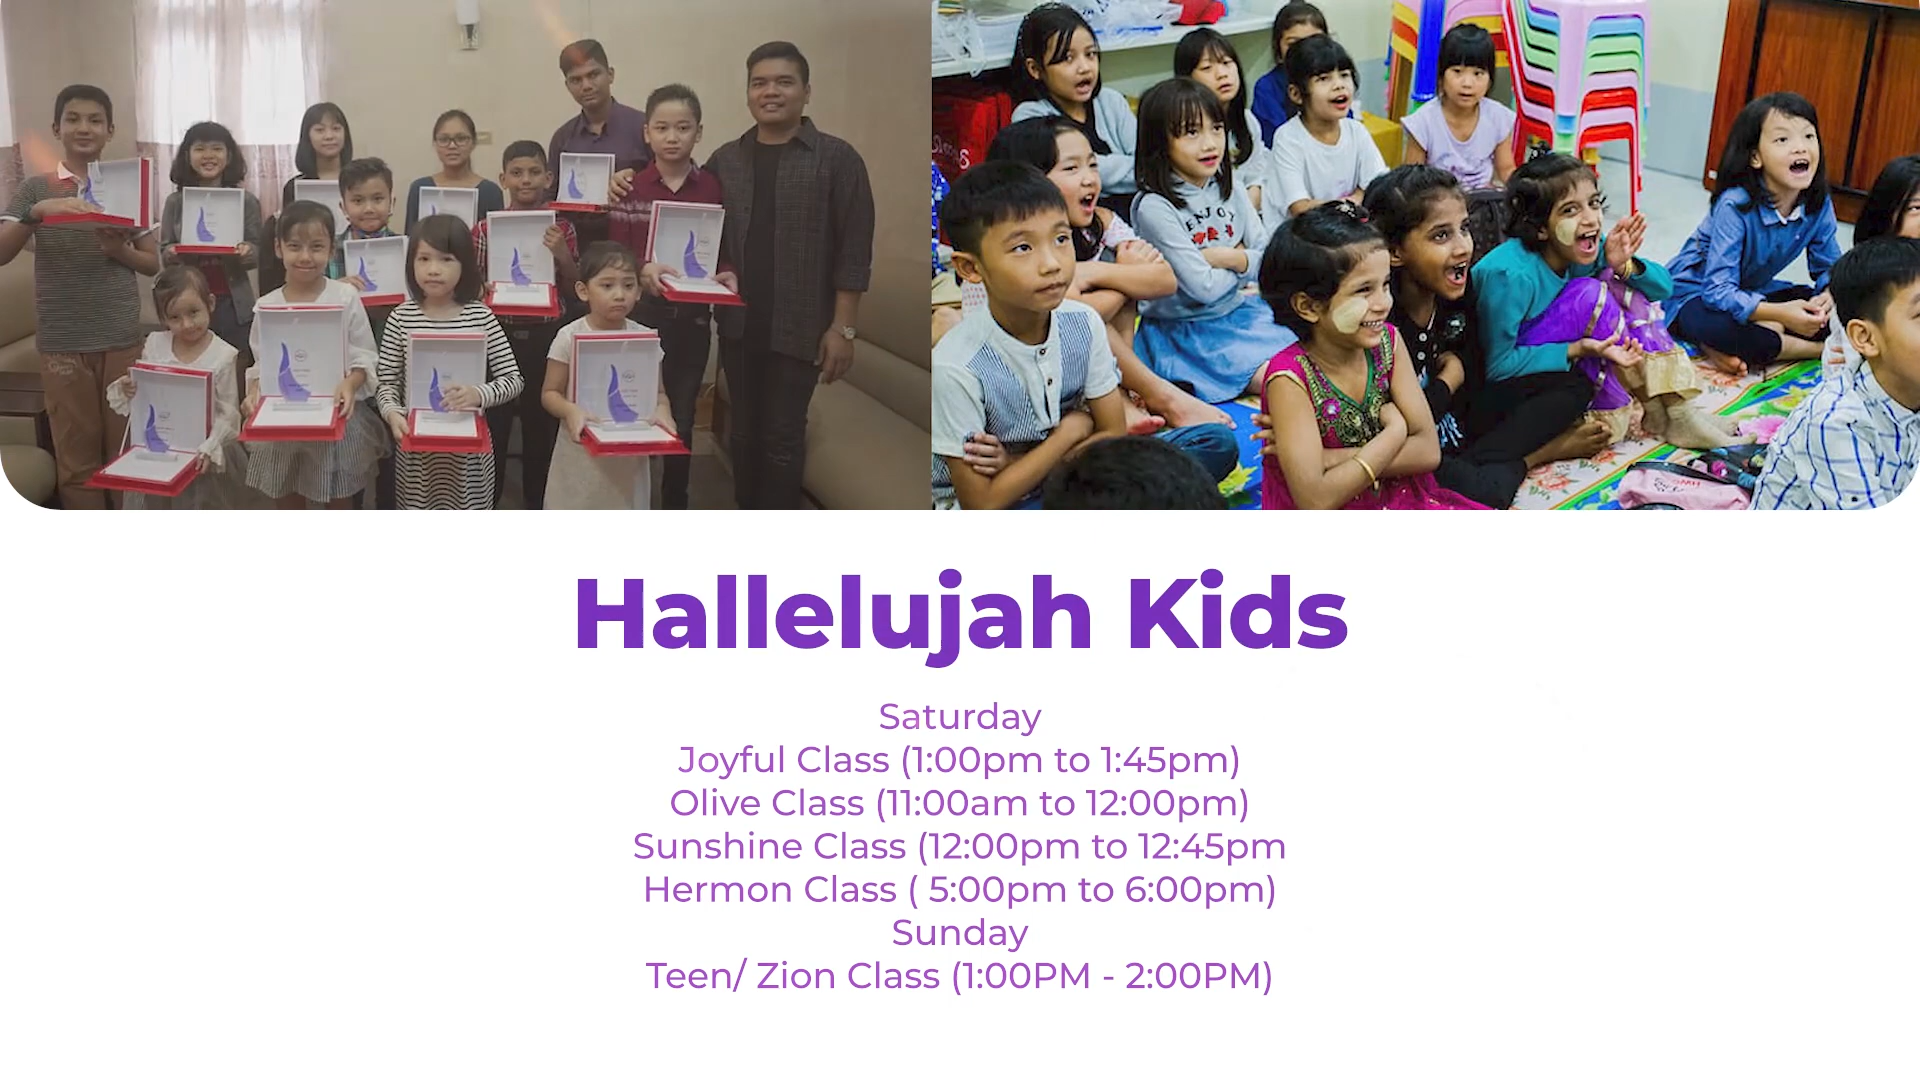 ENJOY
Hallelujah Kids
Saturday
Joyful Class (1:00pm to 1:45pm)
Olive Class (11:00am to 12:00pm)
Sunshine Class (12:00pm to 12:45pm
Hermon Class ( 5:00pm to 6:00pm)
Sunday
Teen/ Zion Class (1:00PM - 2:00PM)